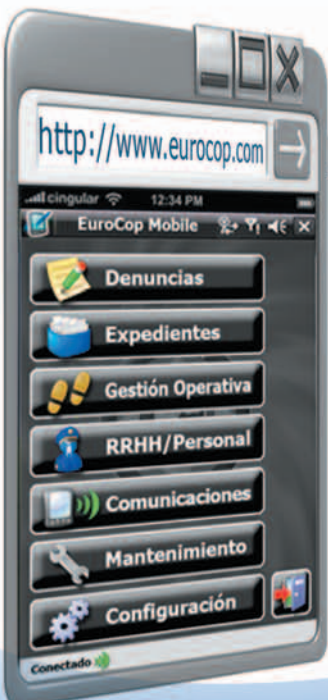 http://www.eurocop.com
cingular 12:34 PM
EuroCop Mobile
Denuncias
Expedientes
Gestión Operativa
RRHH/Personal
Comunicaciones
Mantenimiento
Configuración
Conectado